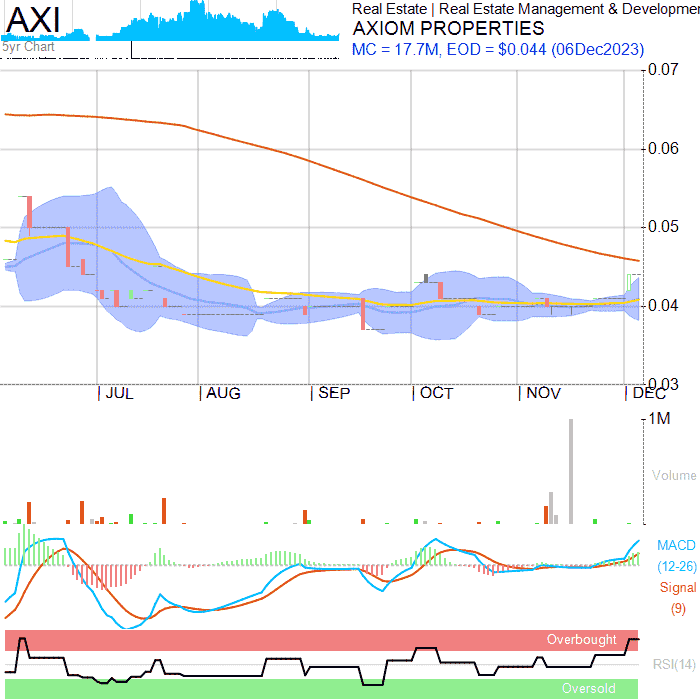 AXI
5yr Chart
Real Estate | Real Estate Management & Developmen
AXIOM PROPERTIES
MC = 17.7M, EOD = $0.044 (06Dec2023)
0.07
0.06
0.05
0.04
0.03
JUL AUG SEP OCT NOV DEC
1M
Volume
MACD
(12-26)
Signal
(9)
Overbought
RSI(14)
Oversold